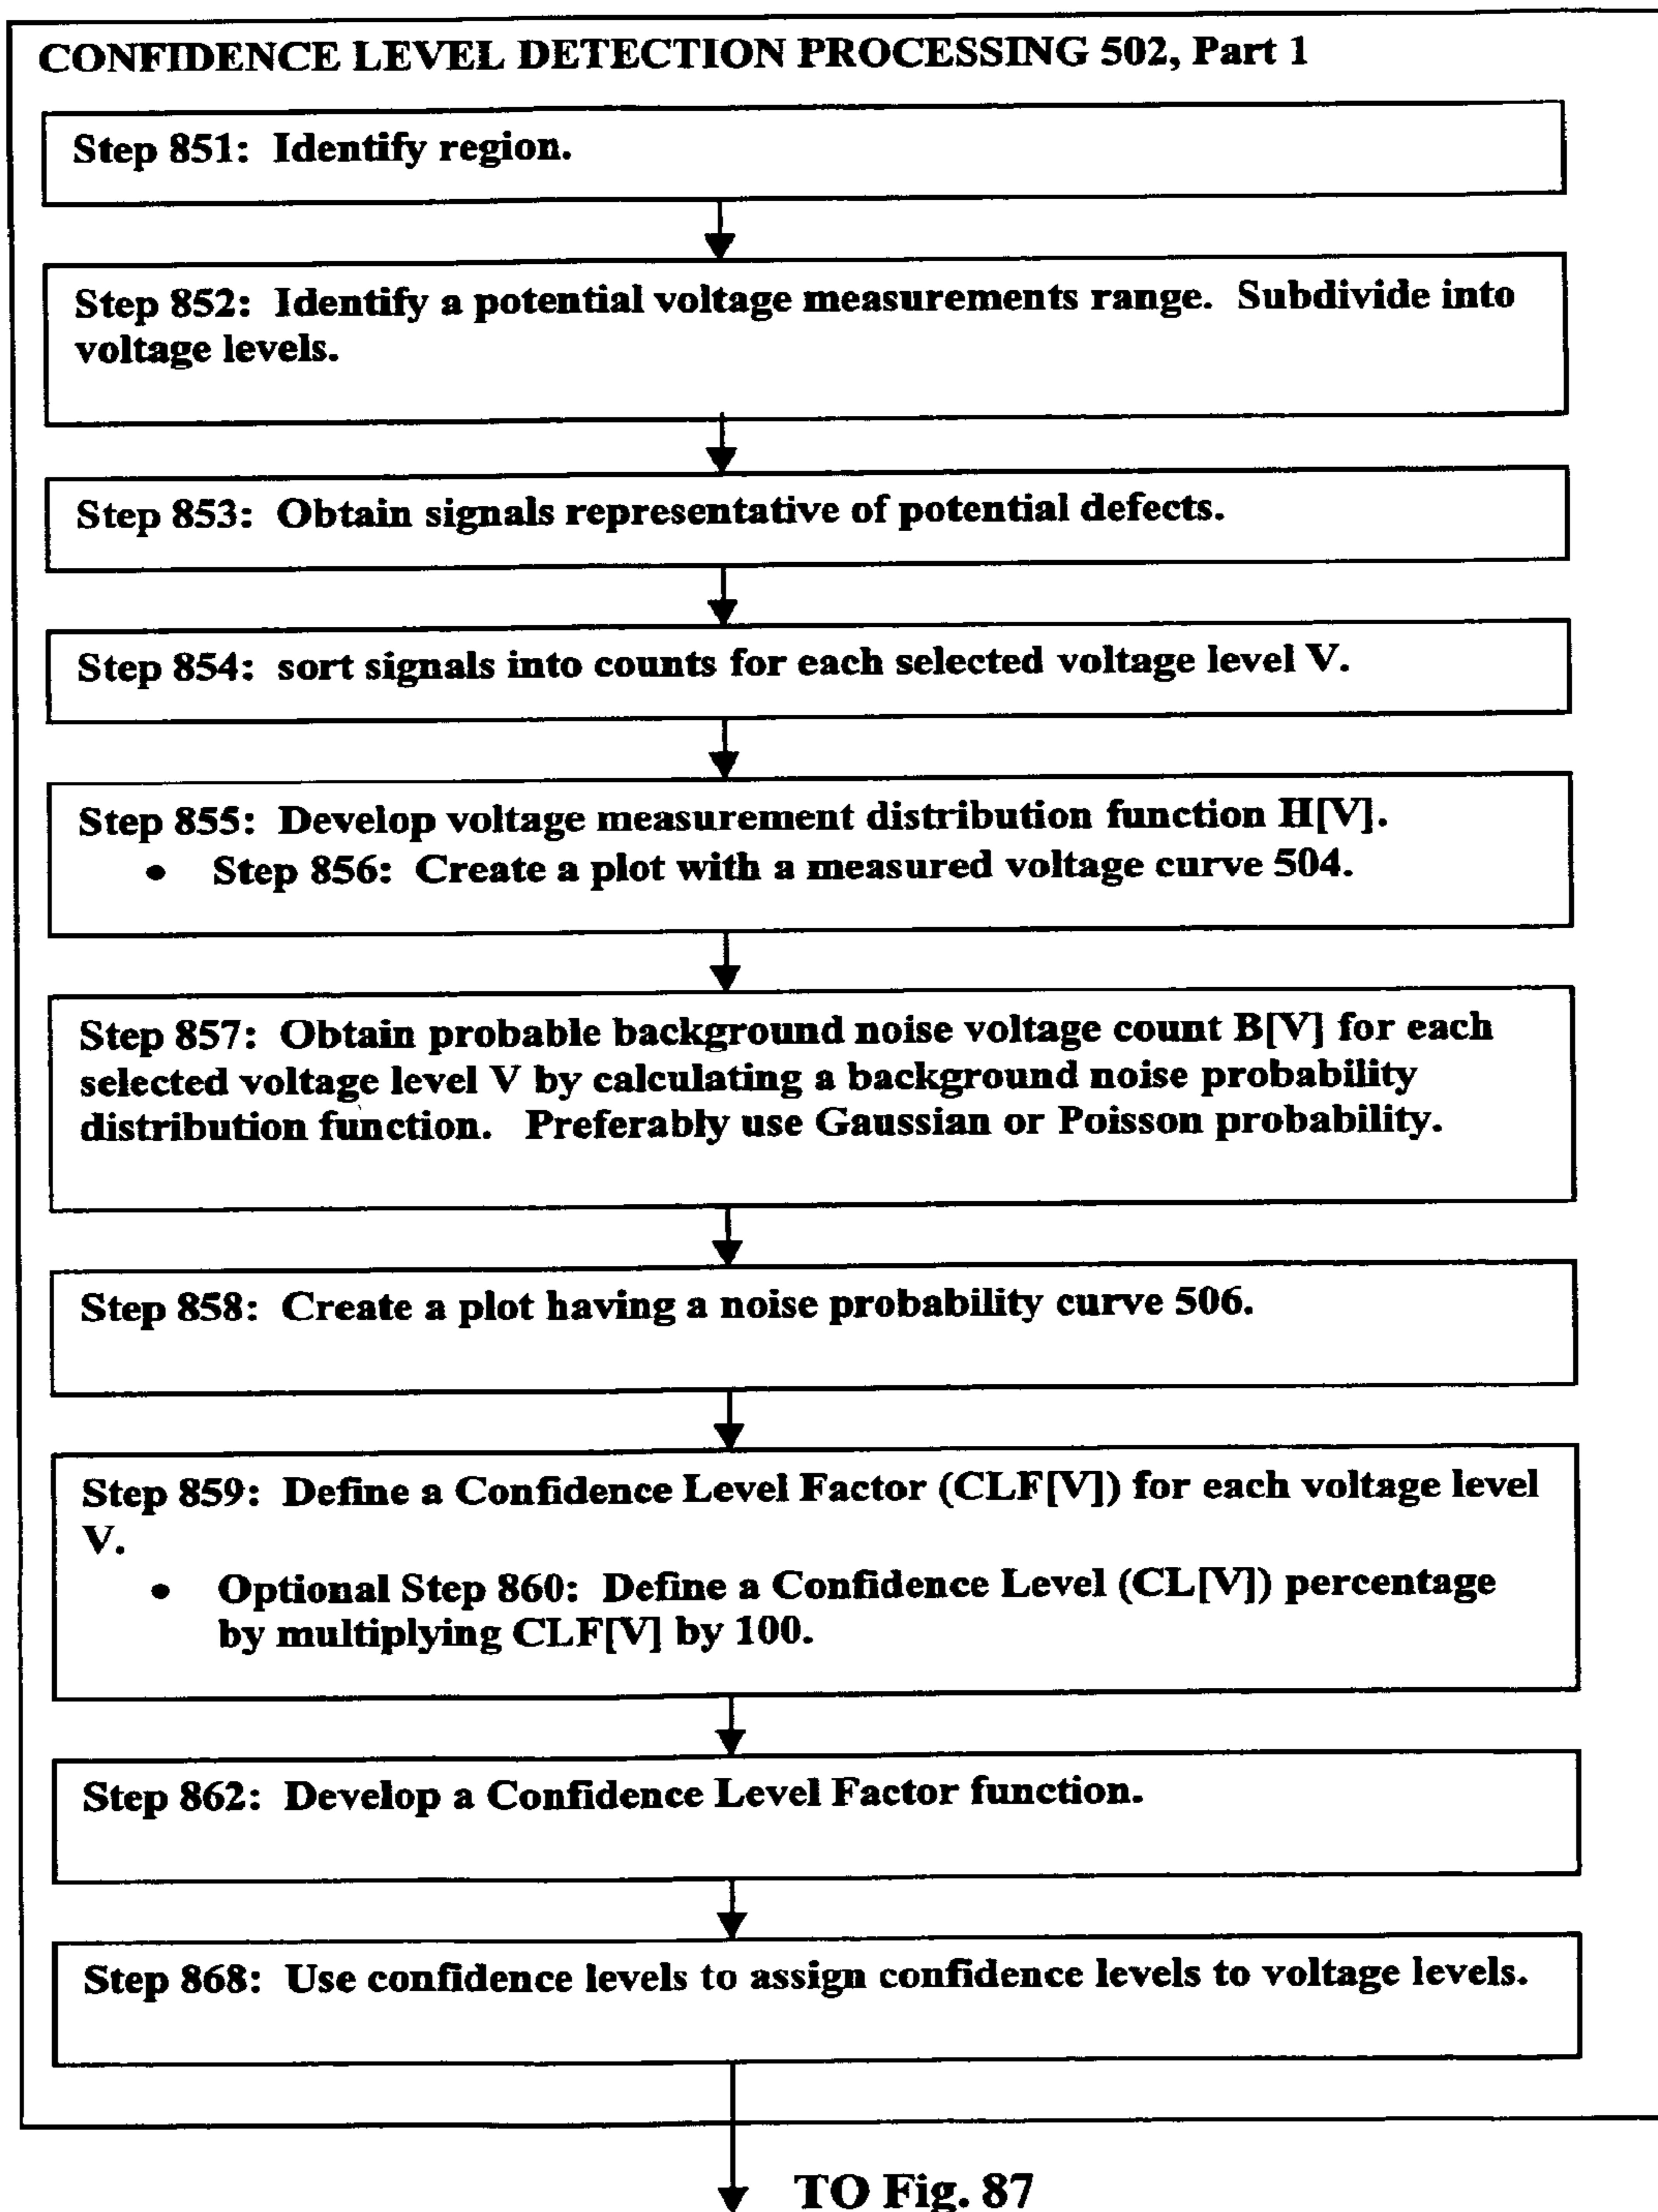 CONFIDENCE LEVEL DETECTION PROCESSING 502, Part 1
Step 851: Identify region.
Step 852: Identify a potential voltage measurements range. Subdivide into
voltage levels.
Step 853: Obtain signals representative of potential defects.
Step 854: sort signals into counts for each selected voltage level V.
Step 855: Develop voltage measurement distribution function H[V].
• Step 856: Create a plot with a measured voltage curve 504.
Step 857: Obtain probable background noise voltage count B[V] for each
selected voltage level V by calculating a background noise probability
distribution function. Preferably use Gaussian or Poisson probability.
Step 858: Create a plot having a noise probability curve 506.
Step 859: Define a Confidence Level Factor (CLF[V]) for each voltage level
V.
• Optional Step 860: Define a Confidence Level (CL[V]) percentage
by multiplying CLF[V] by 100.
Step 862: Develop a Confidence Level Factor function.
Step 868: Use confidence levels to assign confidence levels to voltage levels.
TO Fig. 87